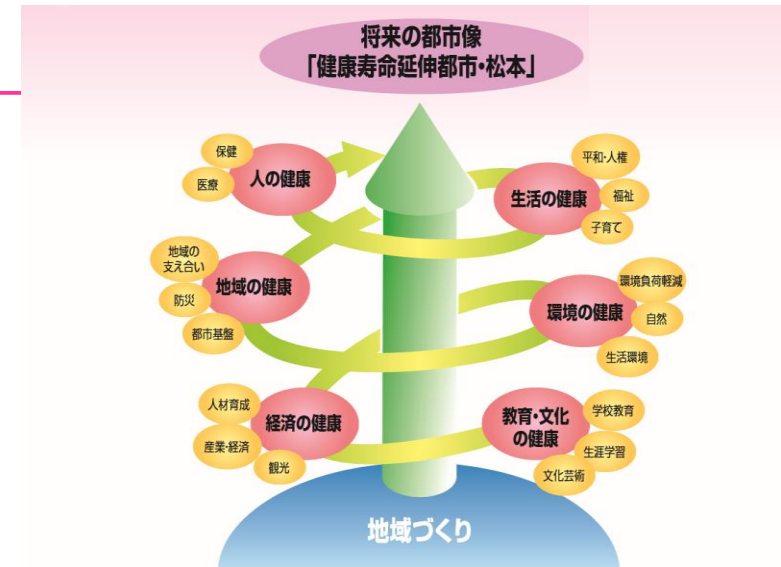 将来の都市像
「健康寿命延伸都市・松本」
保健
医療
人の健康
平和・人権
福祉
子育て
生活の健康
地域の
支え合い
防災
都市基盤
地域の健康
環境負荷軽減
自然
生活環境
環境の健康
人材育成
産業・経済
観光
経済の健康
学校教育
生涯学習
文化芸術
教育・文化
の健康
地域づくり